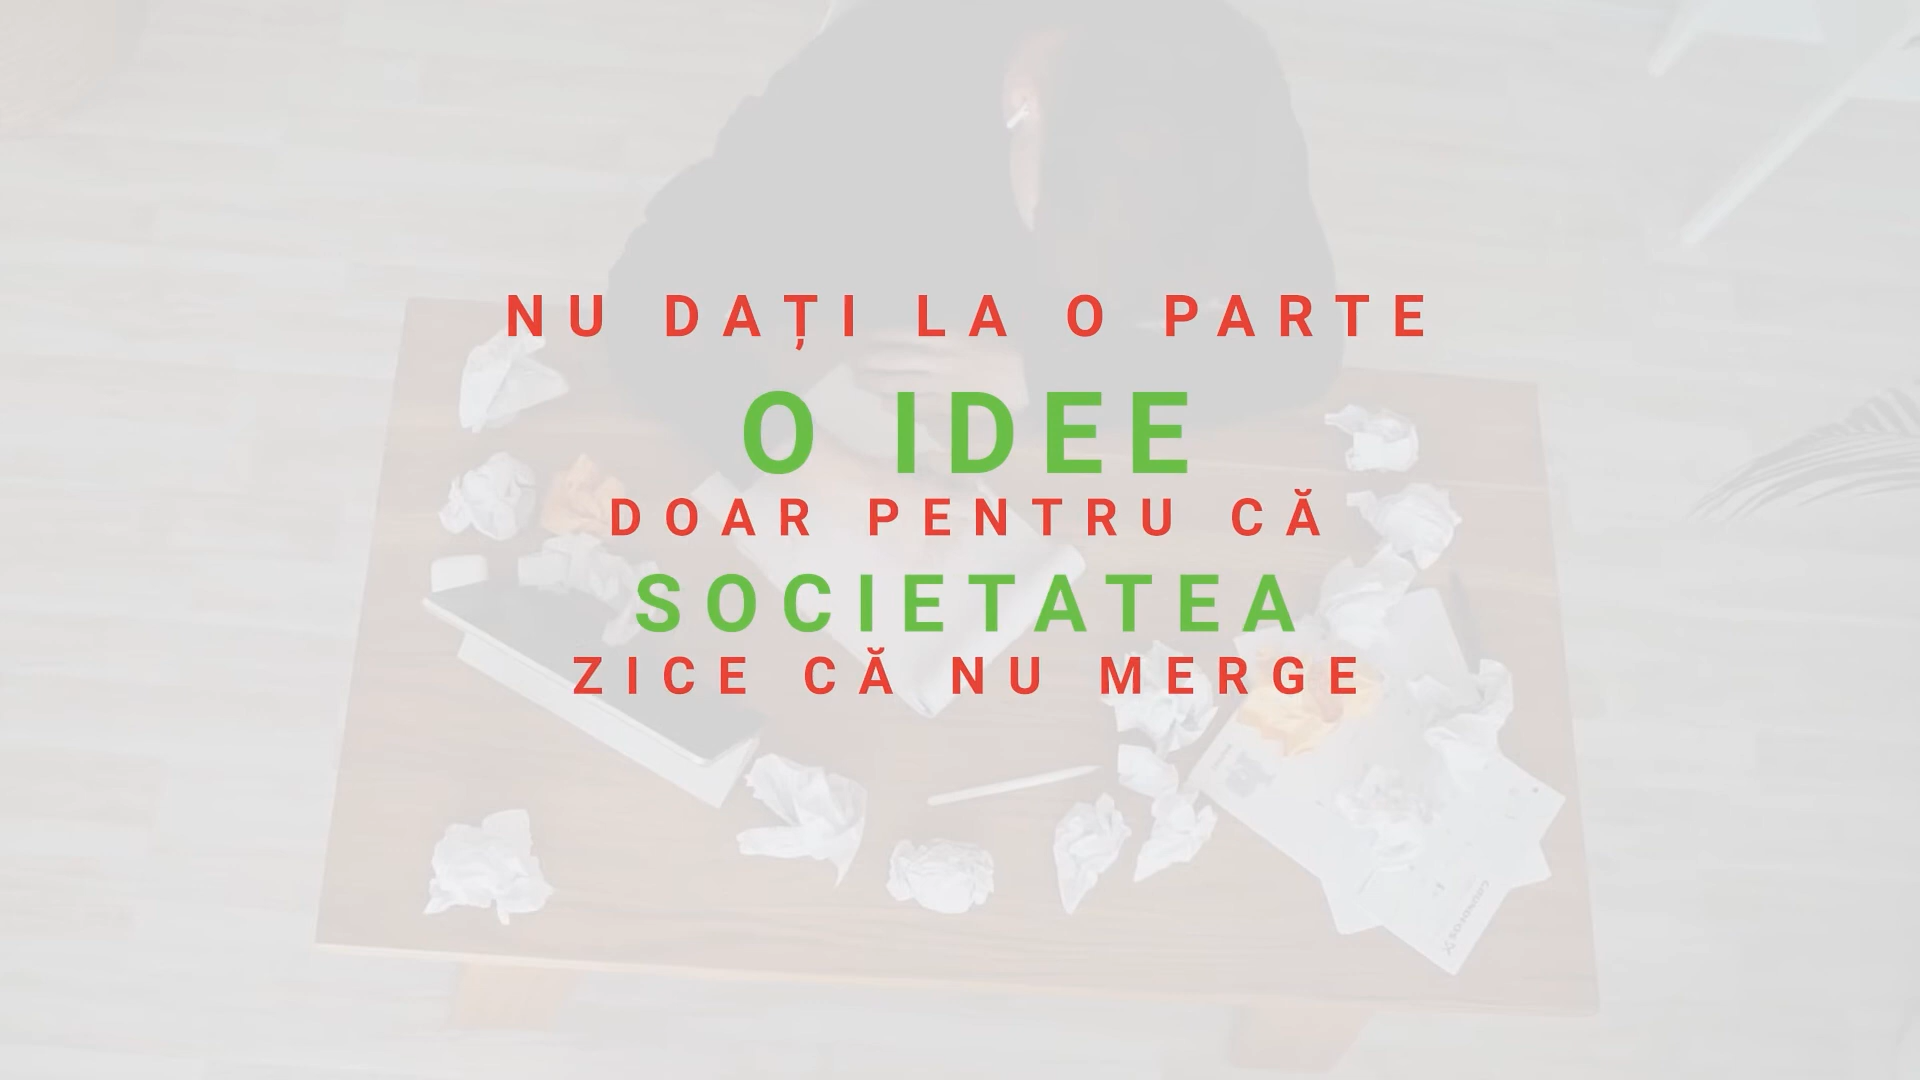 NU DAȚI LA O PARTE
O IDEE
DOAR PENTRU CĂ
SOCIETATEA
ZICE CĂ NU MERGE